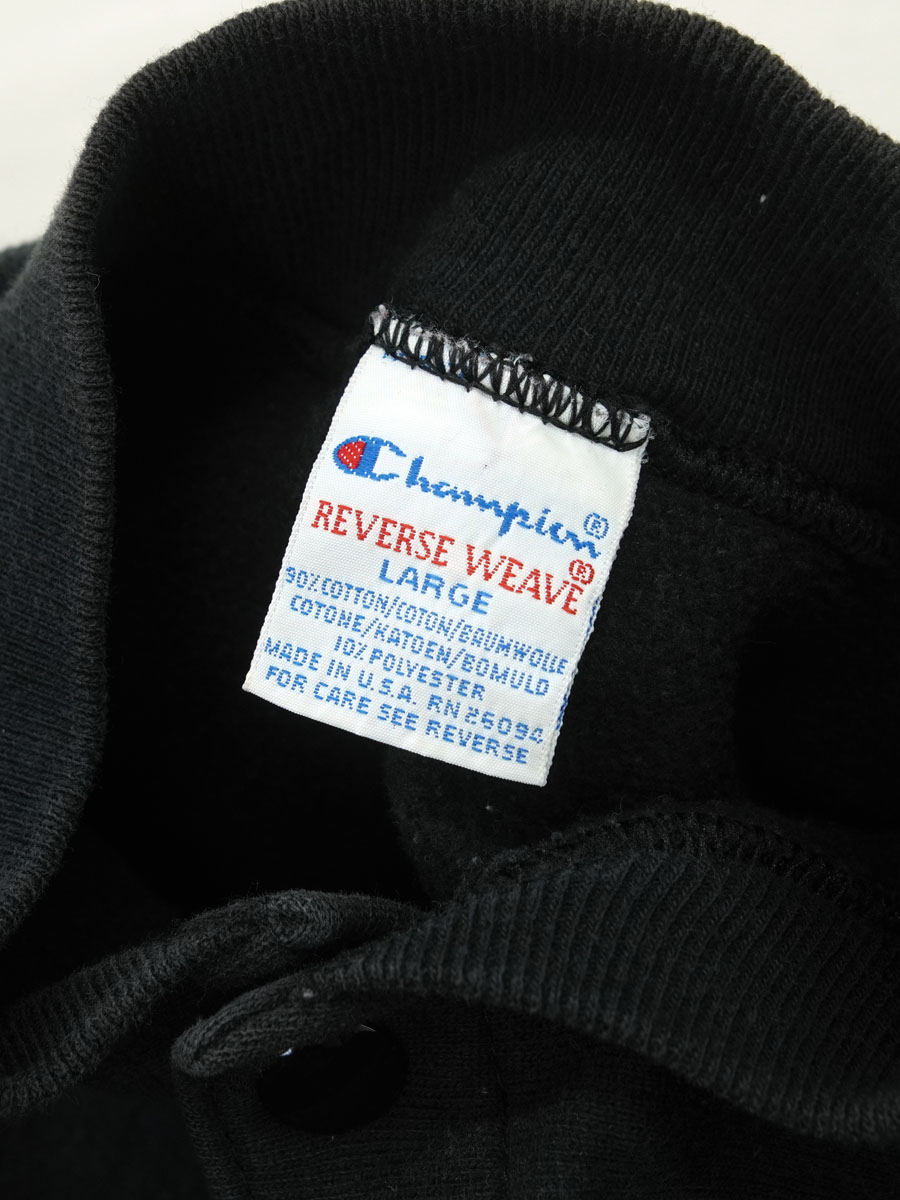 Champion®
REVERSE WEAVE®
LARGE
90% COTTON/COTON/BAUMWOLLE
COTONE/KATOEN/BOMULD
10% POLYESTER
MADE IN U.S.A. RN 26094
FOR CARE SEE REVERSE